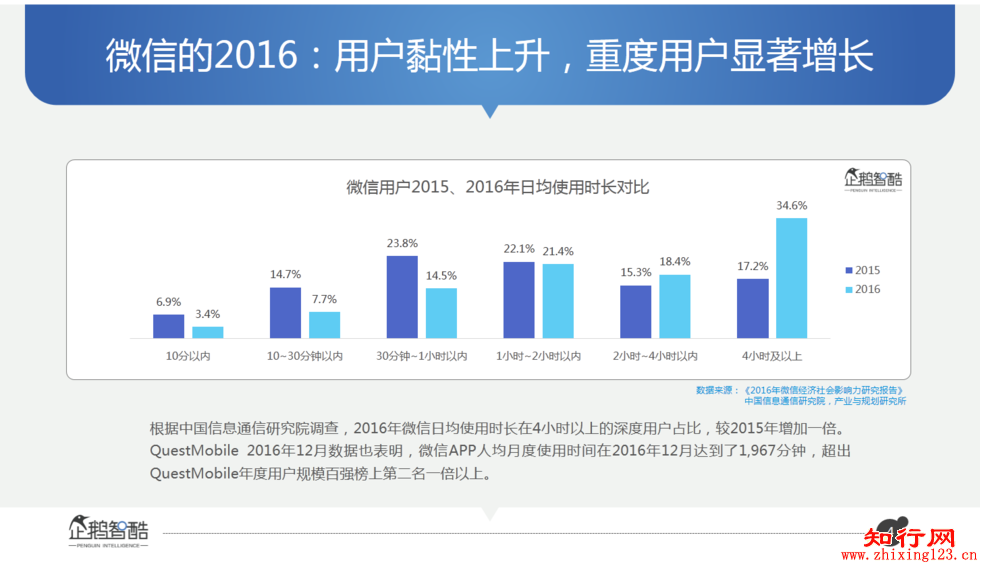 微信的2016：用户黏性上升，重度用户显著增长
微信用户2015、2016年日均使用时长对比
企鹅智酷
PENGUIN INTELLIGENCE
34.6%
23.8%
22.1%
21.4%
18.4%
17.2%
15.3%
14.7%
14.5%
7.7%
6.9%
3.4%
2015
2016
10分以内
10~30分钟以内
30分钟~1小时以内
1小时~2小时以内
2小时~4小时以内
4小时及以上
数据来源：《2016年微信经济社会影响力研究报告》
中国信息通信研究院，产业与规划研究所
根据中国信息通信研究院调查，2016年微信日均使用时长在4小时以上的深度用户占比，较2015年增加一倍。
QuestMobile 2016年12月数据也表明，微信APP人均月度使用时间在2016年12月达到了1,967分钟，超出
QuestMobile年度用户规模百强榜上第二名一倍以上。
企鹅智酷
PENGUIN INTELLIGENCE
知行网
www.zhixing123.cn